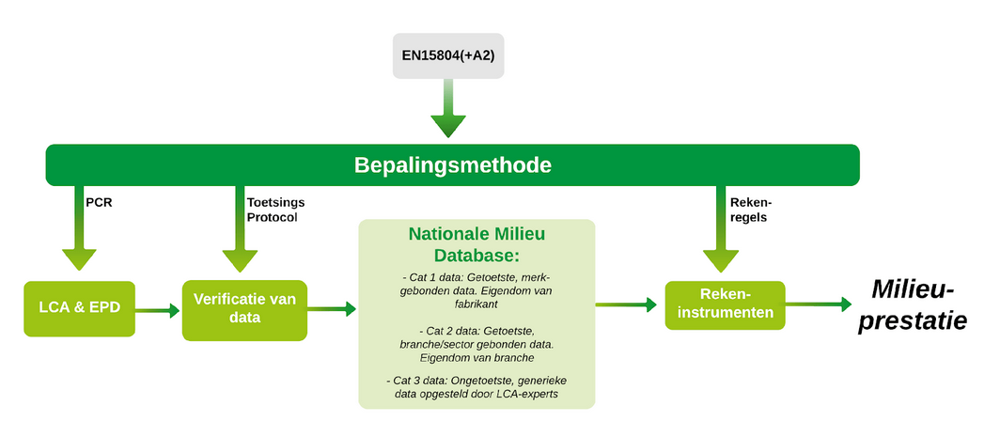 EN15804(+A2)
Bepalingsmethode
PCR
Toetsings
Protocol
Reken-
regels
LCA & EPD
Verificatie van
data
Nationale Milieu
Database:
- Cat 1 data: Getoetste, merk-
gebonden data. Eigendom van
fabrikant
- Cat 2 data: Getoetste,
branche/sector gebonden data.
Eigendom van branche
- Cat 3 data: Ongetoetste, generieke
data opgesteld door LCA-experts
Reken-
instrumenten
Milieu-
prestatie